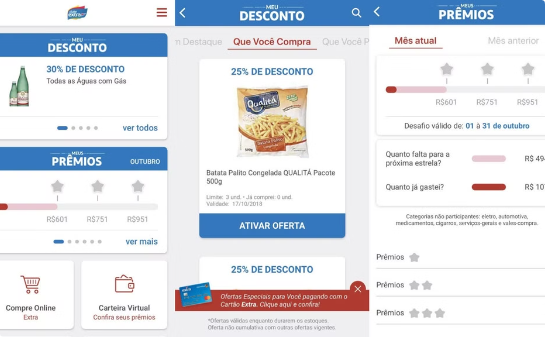 MEU
DESCONTO
30% DE DESCONTO
Todas as Águas com Gás
ver todos
MEUS
PRÊMIOS
OUTUBRO
R$601
R$751
R$951
ver mais
Compre Online
Extra
Carteira Virtual
Confira seus prêmios
MEU
DESCONTO
m Destaque
Que Você Compra
Que Você P
25% DE DESCONTO
Qualitá
Batata Palito Congelada QUALITÁ Pacote
500g
Limite: 3 und. • Já comprei: 0 und.
Validade: 17/10/2018
ATIVAR OFERTA
25% DE DESCONTO
Ofertas Especiais para Você pagando com o
Cartão Extra. Clique aqui e confira!
*Ofertas válidas enquanto durarem os estoques.
Oferta não cumulativa com outras ofertas vigentes.
MEUS
PRÊMIOS
Mês atual
Mês anterior
R$601
R$751
R$951
Desafio válido de: 01 à 31 de outubro
Quanto falta para a
próxima estrela?
R$ 494
Quanto já gastei?
R$ 107
Categorias não participantes: eletro, automotiva,
medicamentos, cigarros, serviços-gerais e vales-compra.
Prêmios
Prêmios
Prêmios